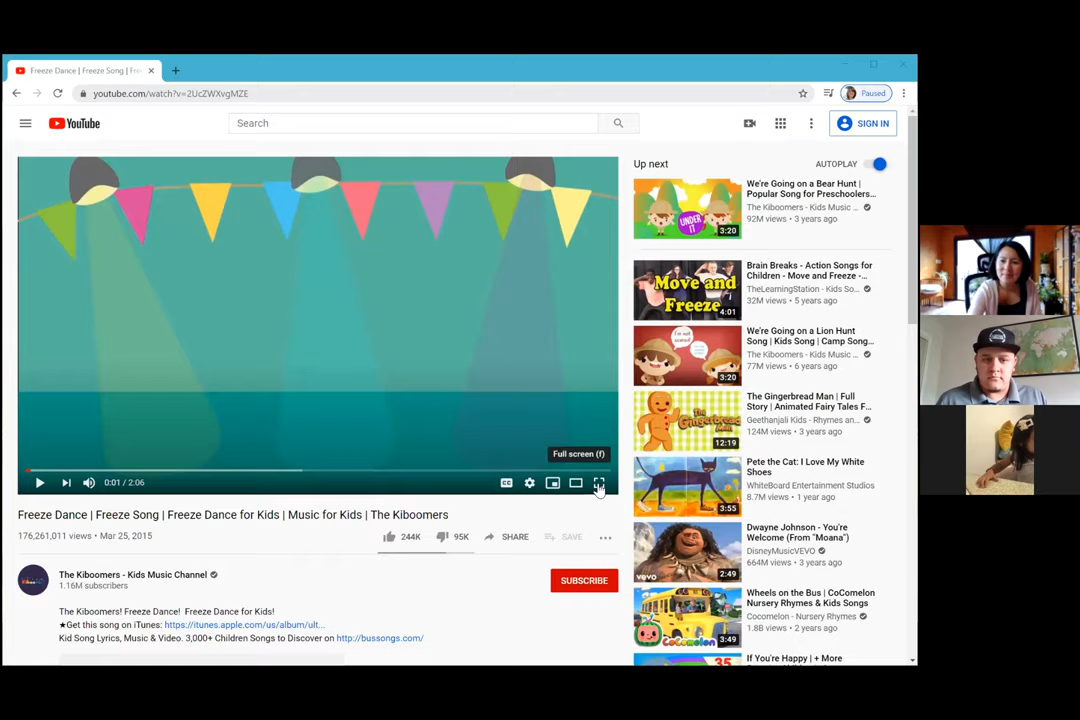 Freeze Dance | Freeze Song | Fre
youtube.com/watch?v=2UcZWXvgMZE
Paused
YouTube
Search
SIGN IN
Full screen (f)
0:01 / 2:06
CC
Freeze Dance | Freeze Song | Freeze Dance for Kids | Music for Kids | The Kiboomers
176,261,011 views • Mar 25, 2015
244K
95K
SHARE
SAVE
The Kiboomers - Kids Music Channel
1.16M subscribers
SUBSCRIBE
The Kiboomers! Freeze Dance! Freeze Dance for Kids!
★Get this song on iTunes: https://itunes.apple.com/us/album/ult...
Kid Song Lyrics, Music & Video. 3,000+ Children Songs to Discover on http://bussongs.com/
Up next
AUTOPLAY
UNDER IT
3:20
We're Going on a Bear Hunt |
Popular Song for Preschoolers...
The Kiboomers - Kids Music ...
92M views • 3 years ago
Move and
Freeze
4:01
Brain Breaks - Action Songs for
Children - Move and Freeze -...
TheLearningStation - Kids So...
32M views • 5 years ago
3:20
We're Going on a Lion Hunt
Song | Kids Song | Camp Song...
The Kiboomers - Kids Music ...
77M views • 6 years ago
The
Gingerbread
12:19
The Gingerbread Man | Full
Story | Animated Fairy Tales F...
Geethanjali Kids - Rhymes an...
124M views • 3 years ago
3:55
Pete the Cat: I Love My White
Shoes
WhiteBoard Entertainment Studios
8.7M views • 1 year ago
vevo
2:49
Dwayne Johnson - You're
Welcome (From "Moana")
DisneyMusicVEVO
664M views • 3 years ago
CoComelon
3:49
Wheels on the Bus | CoComelon
Nursery Rhymes & Kids Songs
Cocomelon - Nursery Rhymes
1.8B views • 2 years ago
35
If You're Happy | + More